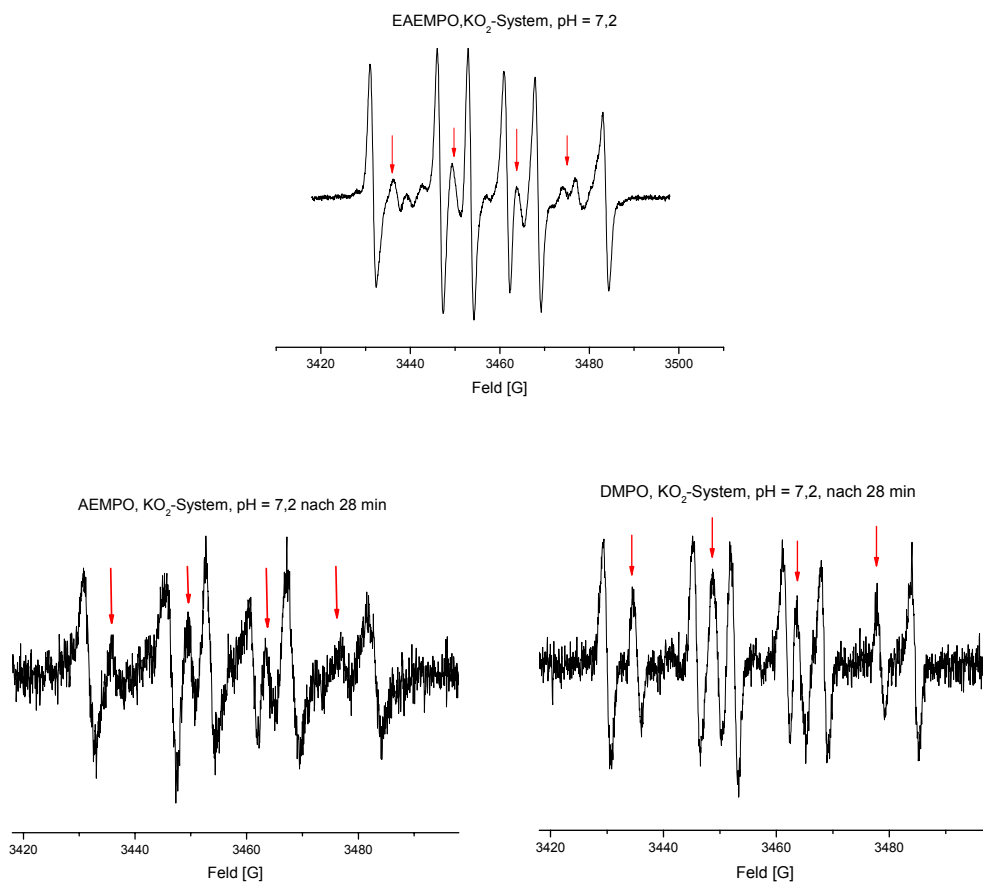 EAEMPO,KO2-System, pH = 7,2
3420 3440 3460 3480 3500
Feld [G]
AEMPO, KO2-System, pH = 7,2 nach 28 min
3420 3440 3460 3480
Feld [G]
DMPO, KO2-System, pH = 7,2, nach 28 min
3420 3440 3460 3480
Feld [G]